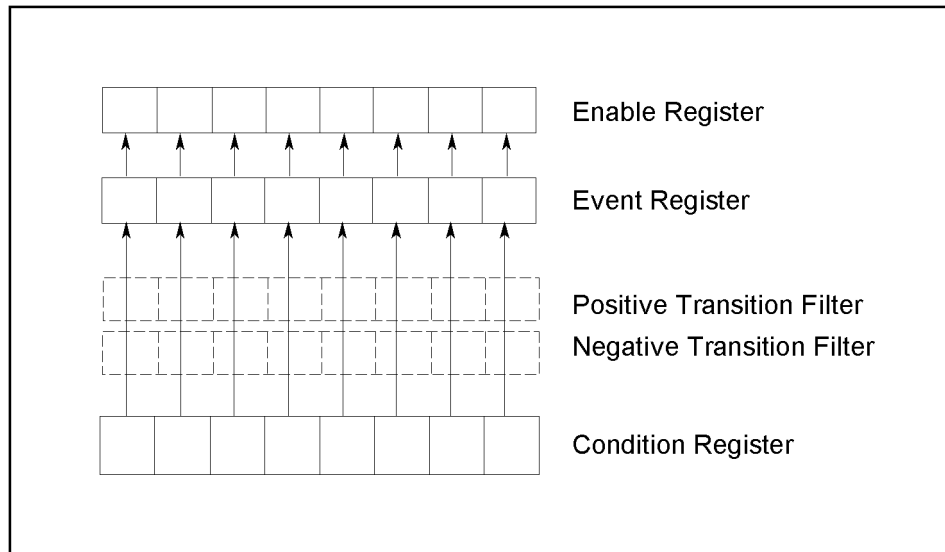 Enable Register
Event Register
Positive Transition Filter
Negative Transition Filter
Condition Register